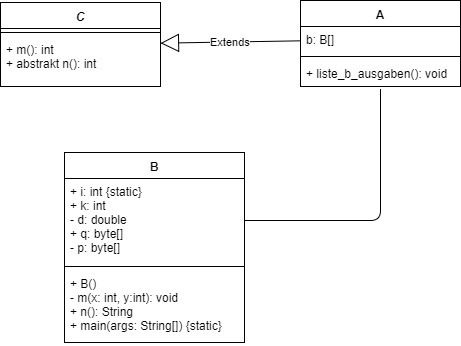 C
+ m(): int
+ abstrakt n(): int
Extends
A
b: B[]
+ liste_b_ausgaben(): void
B
+ i: int {static}
+ k: int
- d: double
+ q: byte[]
- p: byte[]
+ B()
- m(x: int, y:int): void
+ n(): String
+ main(args: String[]) {static}